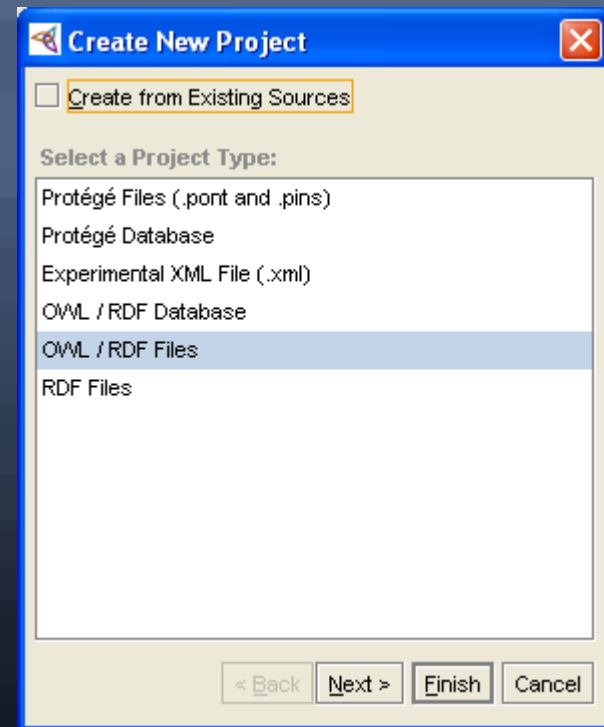 Create New Project
Create from Existing Sources
Select a Project Type:
Protégé Files (.pont and .pins)
Protégé Database
Experimental XML File (.xml)
OWL / RDF Database
OWL / RDF Files
RDF Files
< Back Next > Finish Cancel